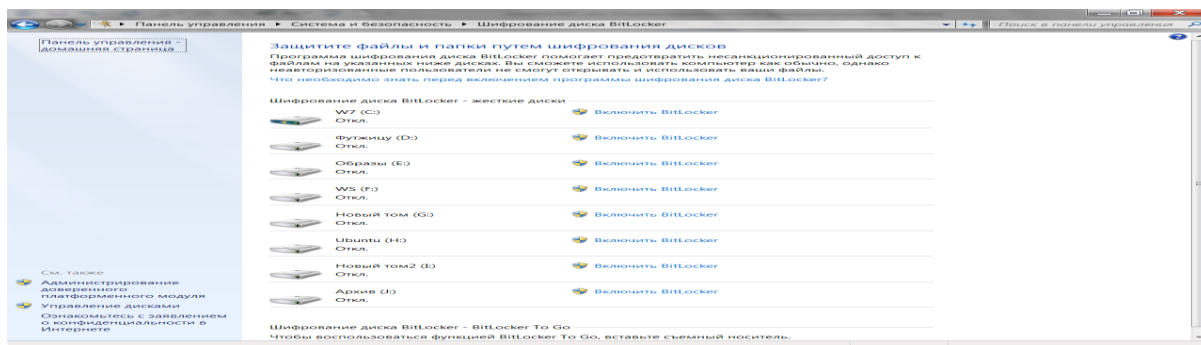 Панель управления ▸ Система и безопасность ▸ Шифрование диска BitLocker
Поиск в панели управления
Панель управления -
домашняя страница
Защитите файлы и папки путем шифрования дисков
Программа шифрования диска BitLocker помогает предотвратить несанкционированный доступ к
файлам на указанных ниже дисках. Вы сможете использовать компьютер как обычно, однако
неавторизованные пользователи не смогут открывать и использовать ваши файлы.
Что необходимо знать перед включением программы шифрования диска BitLocker?
Шифрование диска BitLocker - жесткие диски
W7 (C:)
Откл.
Включить BitLocker
Футжицу (D:)
Откл.
Включить BitLocker
Образы (E:)
Откл.
Включить BitLocker
WS (F:)
Откл.
Включить BitLocker
Новый том (G:)
Откл.
Включить BitLocker
Ubuntu (H:)
Откл.
Включить BitLocker
Новый том2 (I:)
Откл.
Включить BitLocker
Архив (J:)
Откл.
Включить BitLocker
См. также
Администрирование
доверенного
платформенного модуля
Управление дисками
Ознакомьтесь с заявлением
о конфиденциальности в
Интернете
Шифрование диска BitLocker - BitLocker To Go
Чтобы воспользоваться функцией BitLocker To Go, вставьте съемный носитель.